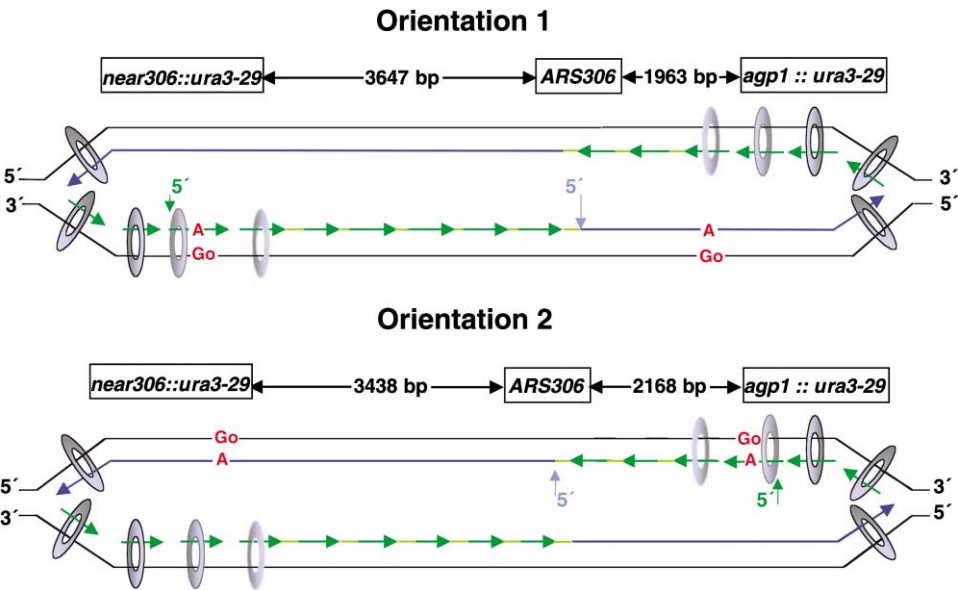 Orientation 1
near306::ura3-29 3647 bp ARS306 1963 bp agp1 :: ura3-29
5´ 3´
3´ 5´ 5´ 5´
A A
Go Go
Orientation 2
near306::ura3-29 3438 bp ARS306 2168 bp agp1 :: ura3-29
Go Go
A A
5´ 5´ 5´ 3´
3´ 5´